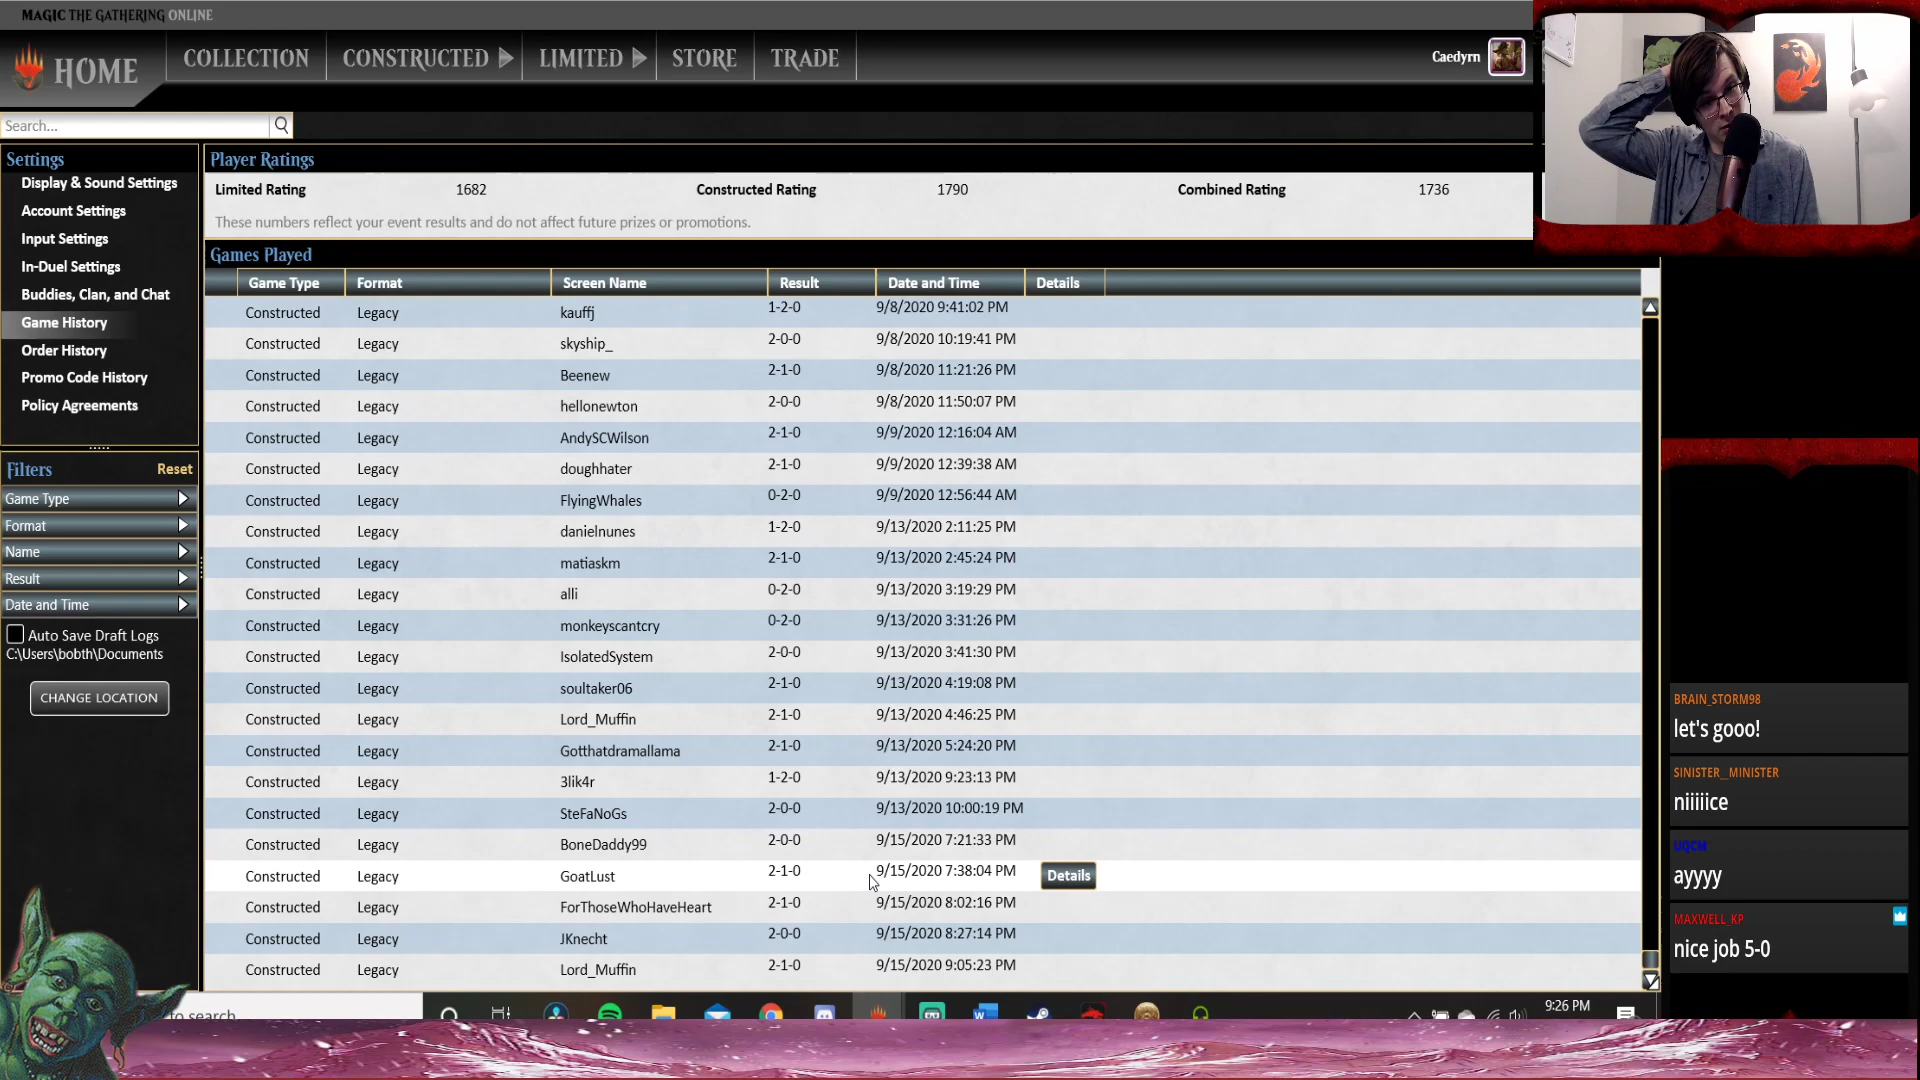 MAGIC THE GATHERING ONLINE
HOME
COLLECTION
CONSTRUCTED
LIMITED
STORE
TRADE
Caedyrn
Search...
Settings
Display & Sound Settings
Account Settings
Input Settings
In-Duel Settings
Buddies, Clan, and Chat
Game History
Order History
Promo Code History
Policy Agreements
Filters Reset
Game Type
Format
Name
Result
Date and Time
Auto Save Draft Logs
C:\Users\bobth\Documents
CHANGE LOCATION
Player Ratings
Limited Rating 1682 Constructed Rating 1790 Combined Rating 1736
These numbers reflect your event results and do not affect future prizes or promotions.
Games Played
Game Type Format Screen Name Result Date and Time Details
Constructed Legacy kauffj 1-2-0 9/8/2020 9:41:02 PM
Constructed Legacy skyship_ 2-0-0 9/8/2020 10:19:41 PM
Constructed Legacy Beenew 2-1-0 9/8/2020 11:21:26 PM
Constructed Legacy hellonewton 2-0-0 9/8/2020 11:50:07 PM
Constructed Legacy AndySCWilson 2-1-0 9/9/2020 12:16:04 AM
Constructed Legacy doughhater 2-1-0 9/9/2020 12:39:38 AM
Constructed Legacy FlyingWhales 0-2-0 9/9/2020 12:56:44 AM
Constructed Legacy danielnunes 1-2-0 9/13/2020 2:11:25 PM
Constructed Legacy matiaskm 2-1-0 9/13/2020 2:45:24 PM
Constructed Legacy alli 0-2-0 9/13/2020 3:19:29 PM
Constructed Legacy monkeyscantcry 0-2-0 9/13/2020 3:31:26 PM
Constructed Legacy IsolatedSystem 2-0-0 9/13/2020 3:41:30 PM
Constructed Legacy soultaker06 2-1-0 9/13/2020 4:19:08 PM
Constructed Legacy Lord_Muffin 2-1-0 9/13/2020 4:46:25 PM
Constructed Legacy Gotthatdramallama 2-1-0 9/13/2020 5:24:20 PM
Constructed Legacy 3lik4r 1-2-0 9/13/2020 9:23:13 PM
Constructed Legacy SteFaNoGs 2-0-0 9/13/2020 10:00:19 PM
Constructed Legacy BoneDaddy99 2-0-0 9/15/2020 7:21:33 PM
Constructed Legacy GoatLust 2-1-0 9/15/2020 7:38:04 PM Details
Constructed Legacy ForThoseWhoHaveHeart 2-1-0 9/15/2020 8:02:16 PM
Constructed Legacy JKnecht 2-0-0 9/15/2020 8:27:14 PM
Constructed Legacy Lord_Muffin 2-1-0 9/15/2020 9:05:23 PM
BRAIN_STORM98
let's gooo!
SINISTER_MINISTER
niiiiice
UQCM
ayyyy
MAXWELL_KP
nice job 5-0
to search
9:26 PM